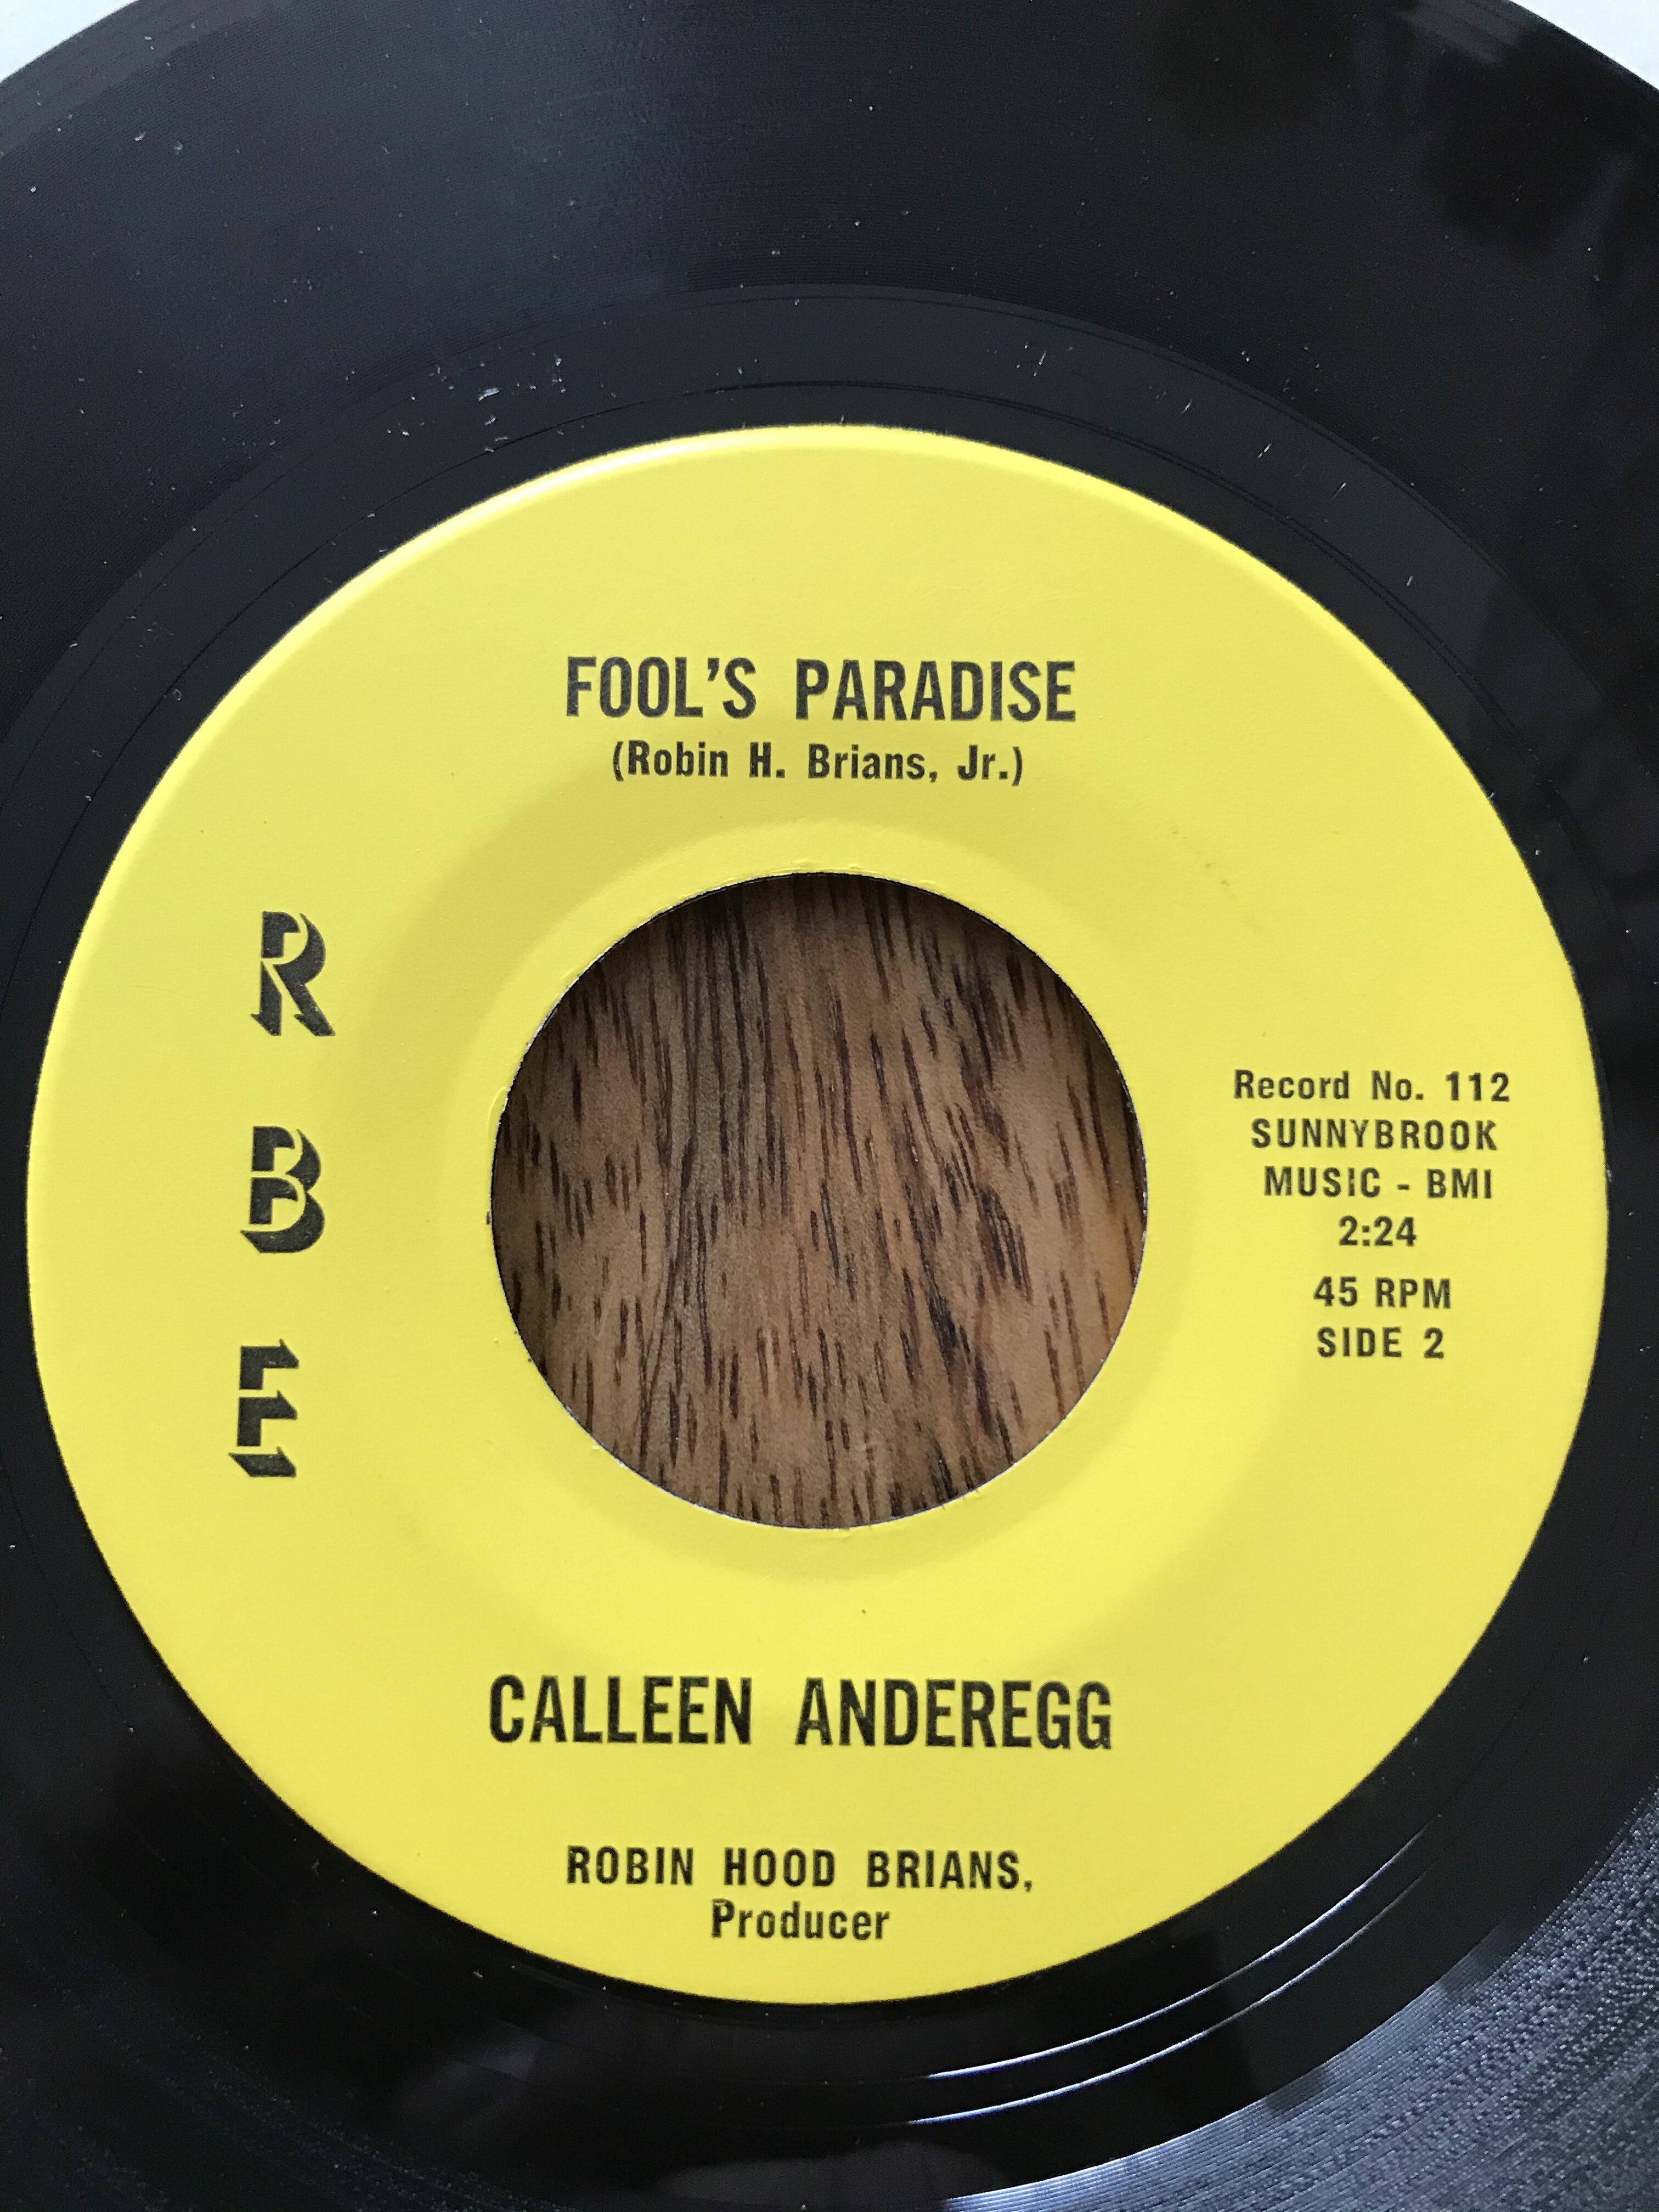 FOOL'S PARADISE
(Robin H. Brians, Jr.)
R
B
E
Record No. 112
SUNNYBROOK
MUSIC - BMI
2:24
45 RPM
SIDE 2
CALLEEN ANDEREGG
ROBIN HOOD BRIANS,
Producer